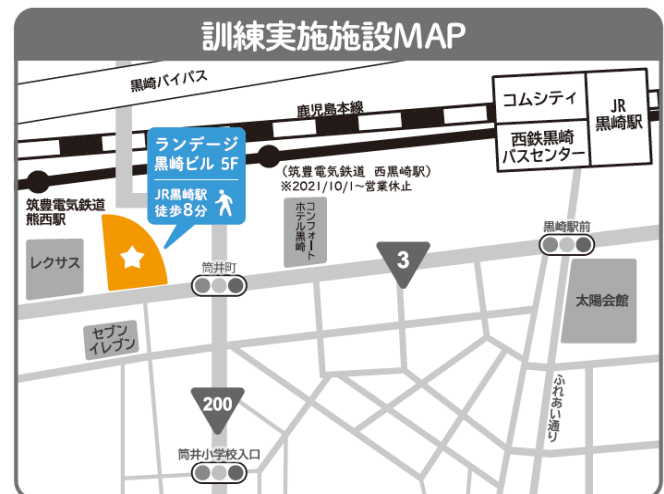 訓練実施施設MAP
黒崎バイパス
鹿児島本線
コムシティ
西鉄黒崎
バスセンター
JR
黒崎駅
ランデージ
黒崎ビル 5F
JR黒崎駅
徒歩8分
(筑豊電気鉄道 西黒崎駅)
※2021/10/1~営業休止
筑豊電気鉄道
熊西駅
レクサス
コンフォート
ホテル黒崎
筒井町
3
黒崎駅前
太陽会館
セブン
イレブン
200
ふれあい通り
筒井小学校入口